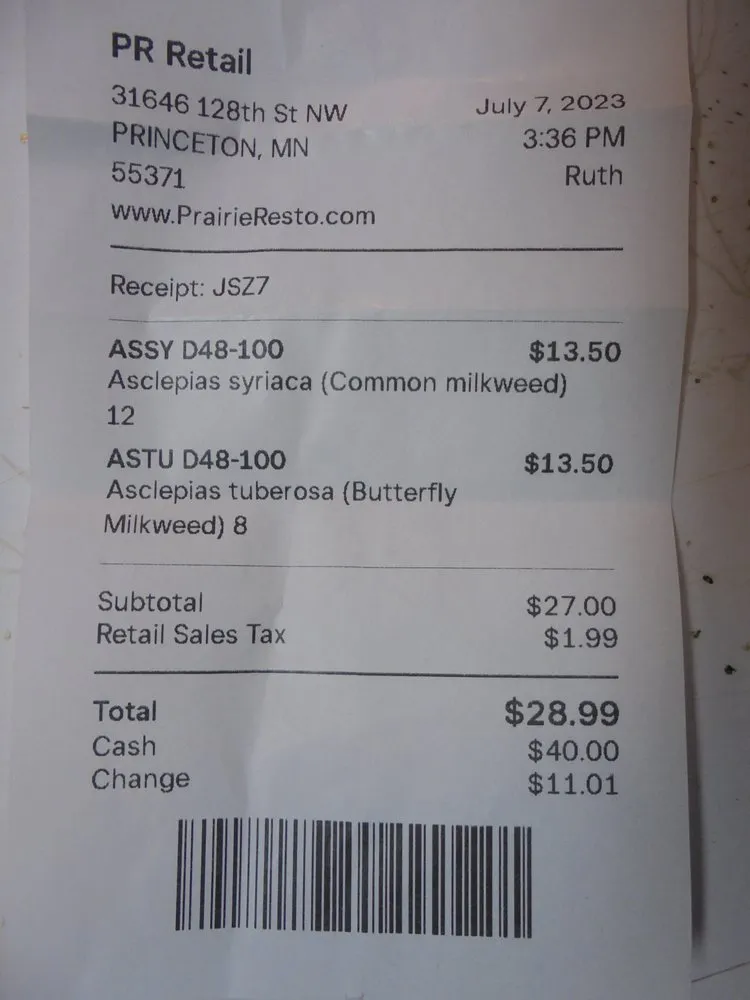 PR Retail
31646 128th St NW
July 7, 2023
PRINCETON, MN
3:36 PM
55371
Ruth
www.PrairieResto.com
Receipt: JSZ7
ASSY D48-100 $13.50
Asclepias syriaca (Common milkweed)
12
ASTU D48-100 $13.50
Asclepias tuberosa (Butterfly
Milkweed) 8
Subtotal $27.00
Retail Sales Tax $1.99
Total $28.99
Cash $40.00
Change $11.01